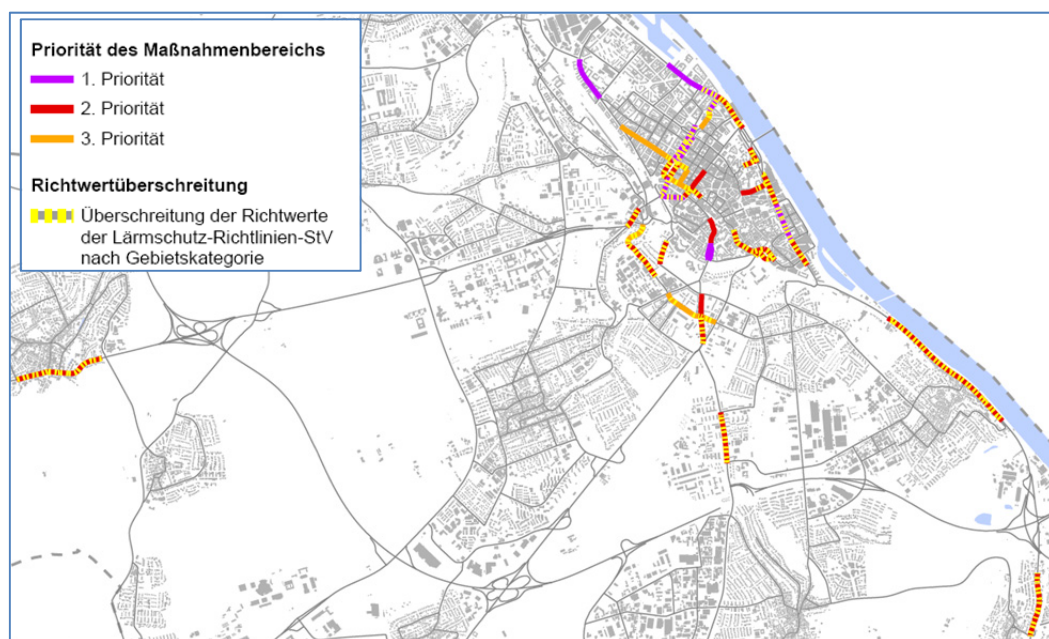 Priorität des Maßnahmenbereichs
1. Priorität
2. Priorität
3. Priorität
Richtwertüberschreitung
Überschreitung der Richtwerte
der Lärmschutz-Richtlinien-StV
nach Gebietskategorie